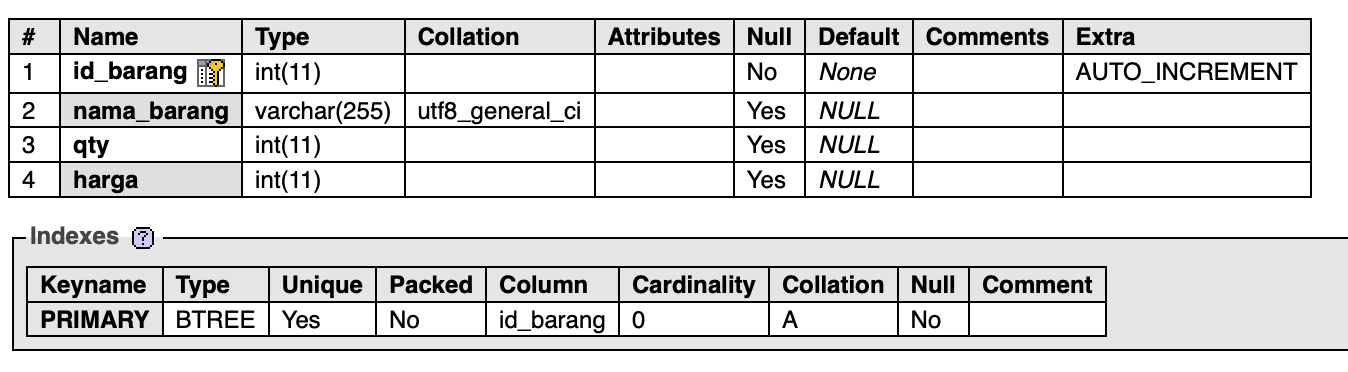 # Name Type Collation Attributes Null Default Comments Extra
1 id_barang int(11) No None AUTO_INCREMENT
2 nama_barang varchar(255) utf8_general_ci Yes NULL
3 qty int(11) Yes NULL
4 harga int(11) Yes NULL
Indexes ?
Keyname Type Unique Packed Column Cardinality Collation Null Comment
PRIMARY BTREE Yes No id_barang 0 A No